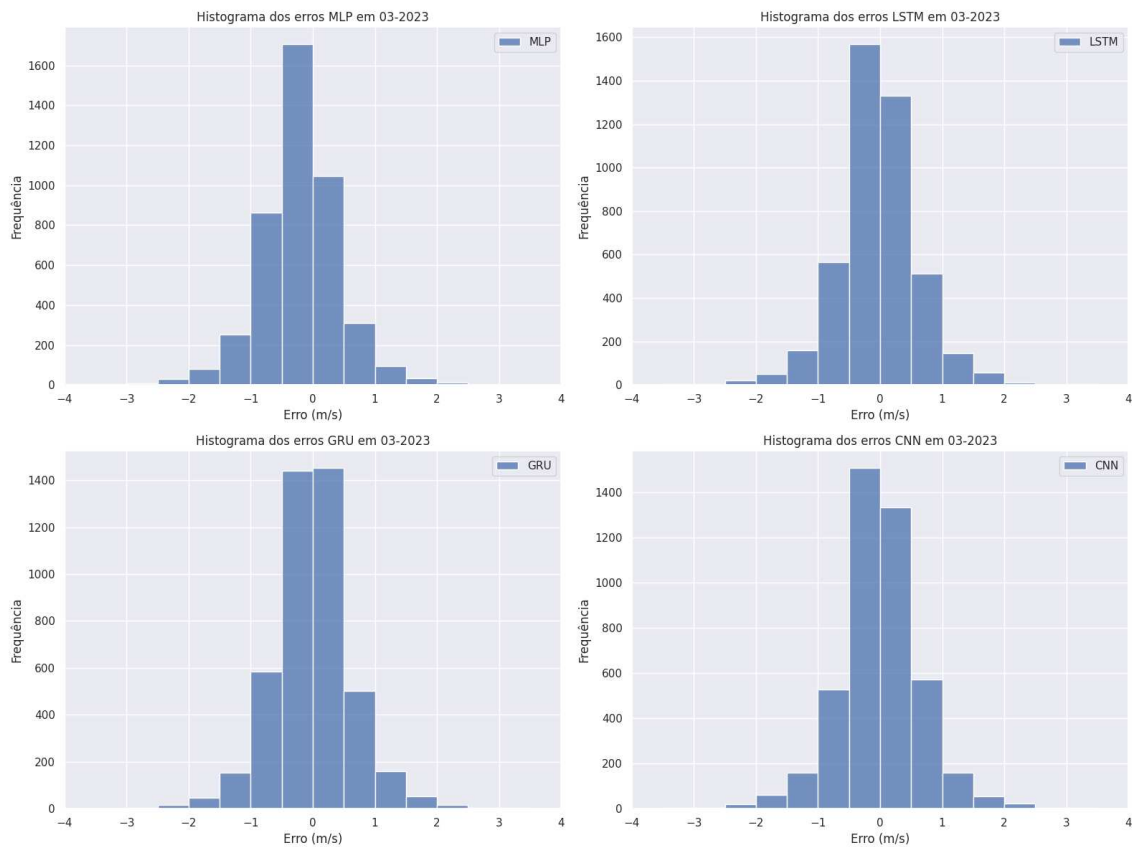 Histograma dos erros MLP em 03-2023
MLP
1600
1400
1200
1000
800
600
400
200
0
Frequência
−4 −3 −2 −1 0 1 2 3 4
Erro (m/s)
Histograma dos erros LSTM em 03-2023
LSTM
1600
1400
1200
1000
800
600
400
200
0
Frequência
−4 −3 −2 −1 0 1 2 3 4
Erro (m/s)
Histograma dos erros GRU em 03-2023
GRU
1400
1200
1000
800
600
400
200
0
Frequência
−4 −3 −2 −1 0 1 2 3 4
Erro (m/s)
Histograma dos erros CNN em 03-2023
CNN
1400
1200
1000
800
600
400
200
0
Frequência
−4 −3 −2 −1 0 1 2 3 4
Erro (m/s)